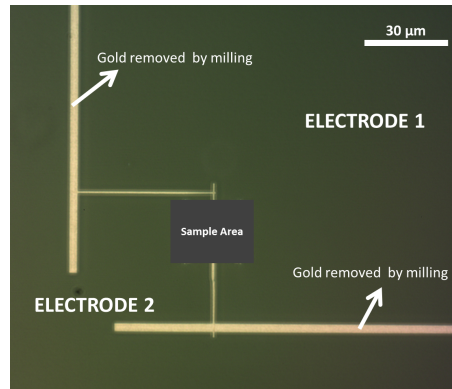 30 µm
Gold removed by milling
ELECTRODE 1
Sample Area
Gold removed by milling
ELECTRODE 2